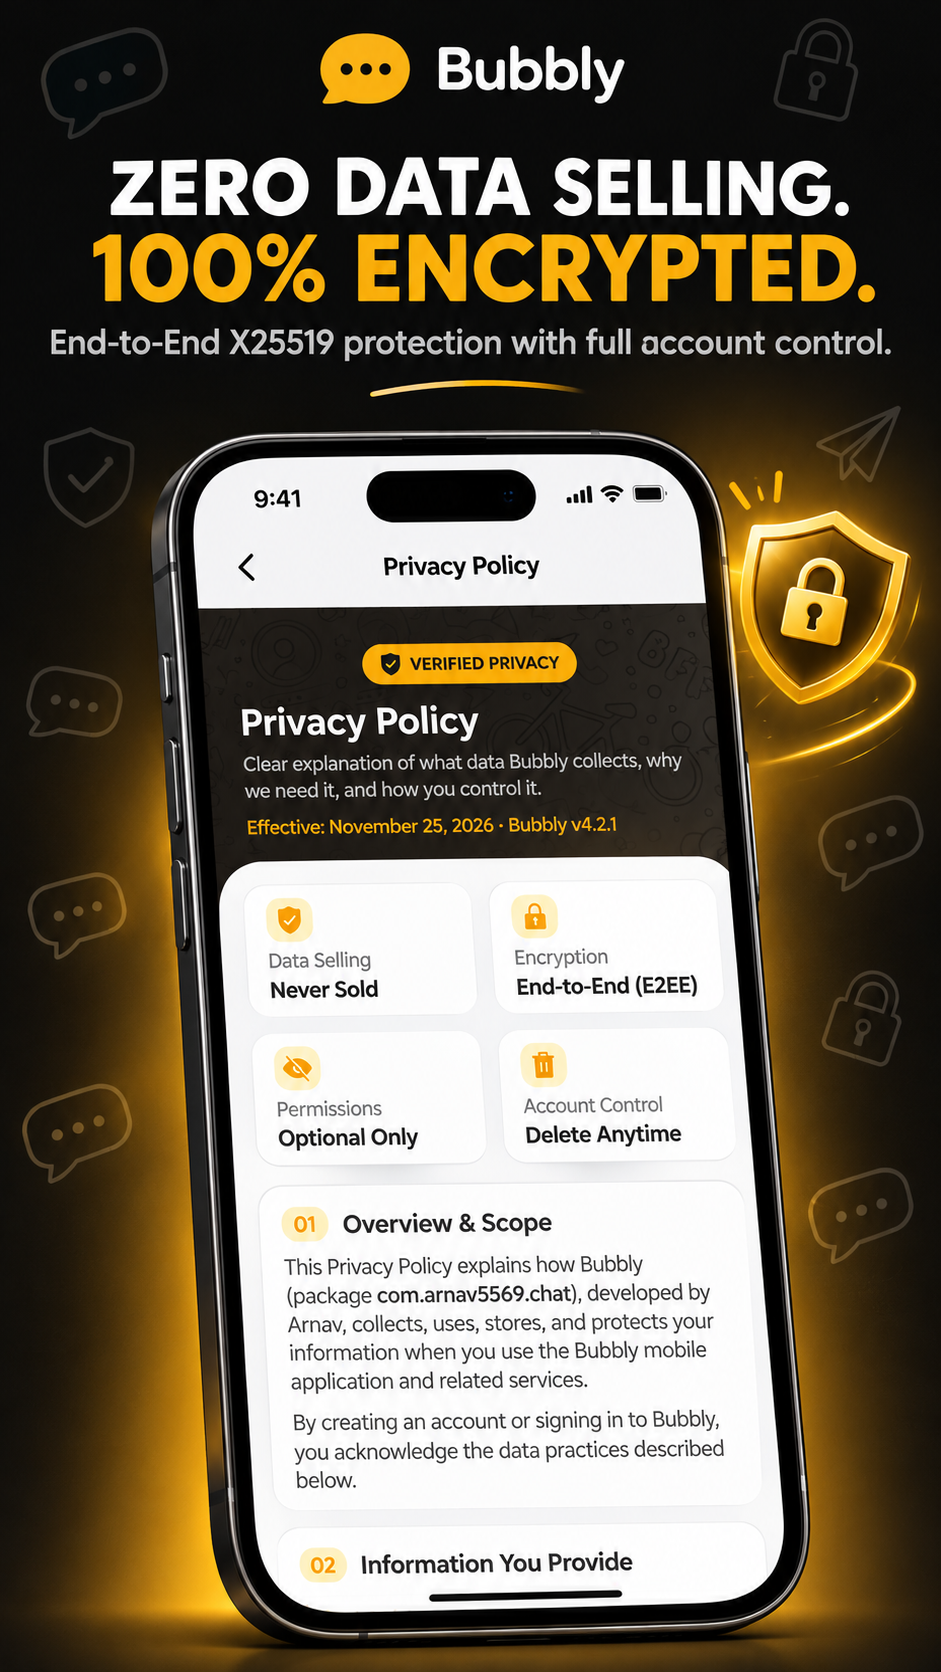 Bubbly
ZERO DATA SELLING.
100% ENCRYPTED.
End-to-End X25519 protection with full account control.
9:41
Privacy Policy
VERIFIED PRIVACY
Privacy Policy
Clear explanation of what data Bubbly collects, why
we need it, and how you control it.
Effective: November 25, 2026 · Bubbly v4.2.1
Data Selling
Never Sold
Encryption
End-to-End (E2EE)
Permissions
Optional Only
Account Control
Delete Anytime
01 Overview & Scope
This Privacy Policy explains how Bubbly
(package com.arnav5569.chat), developed by
Arnav, collects, uses, stores, and protects your
information when you use the Bubbly mobile
application and related services.
By creating an account or signing in to Bubbly,
you acknowledge the data practices described
below.
02 Information You Provide